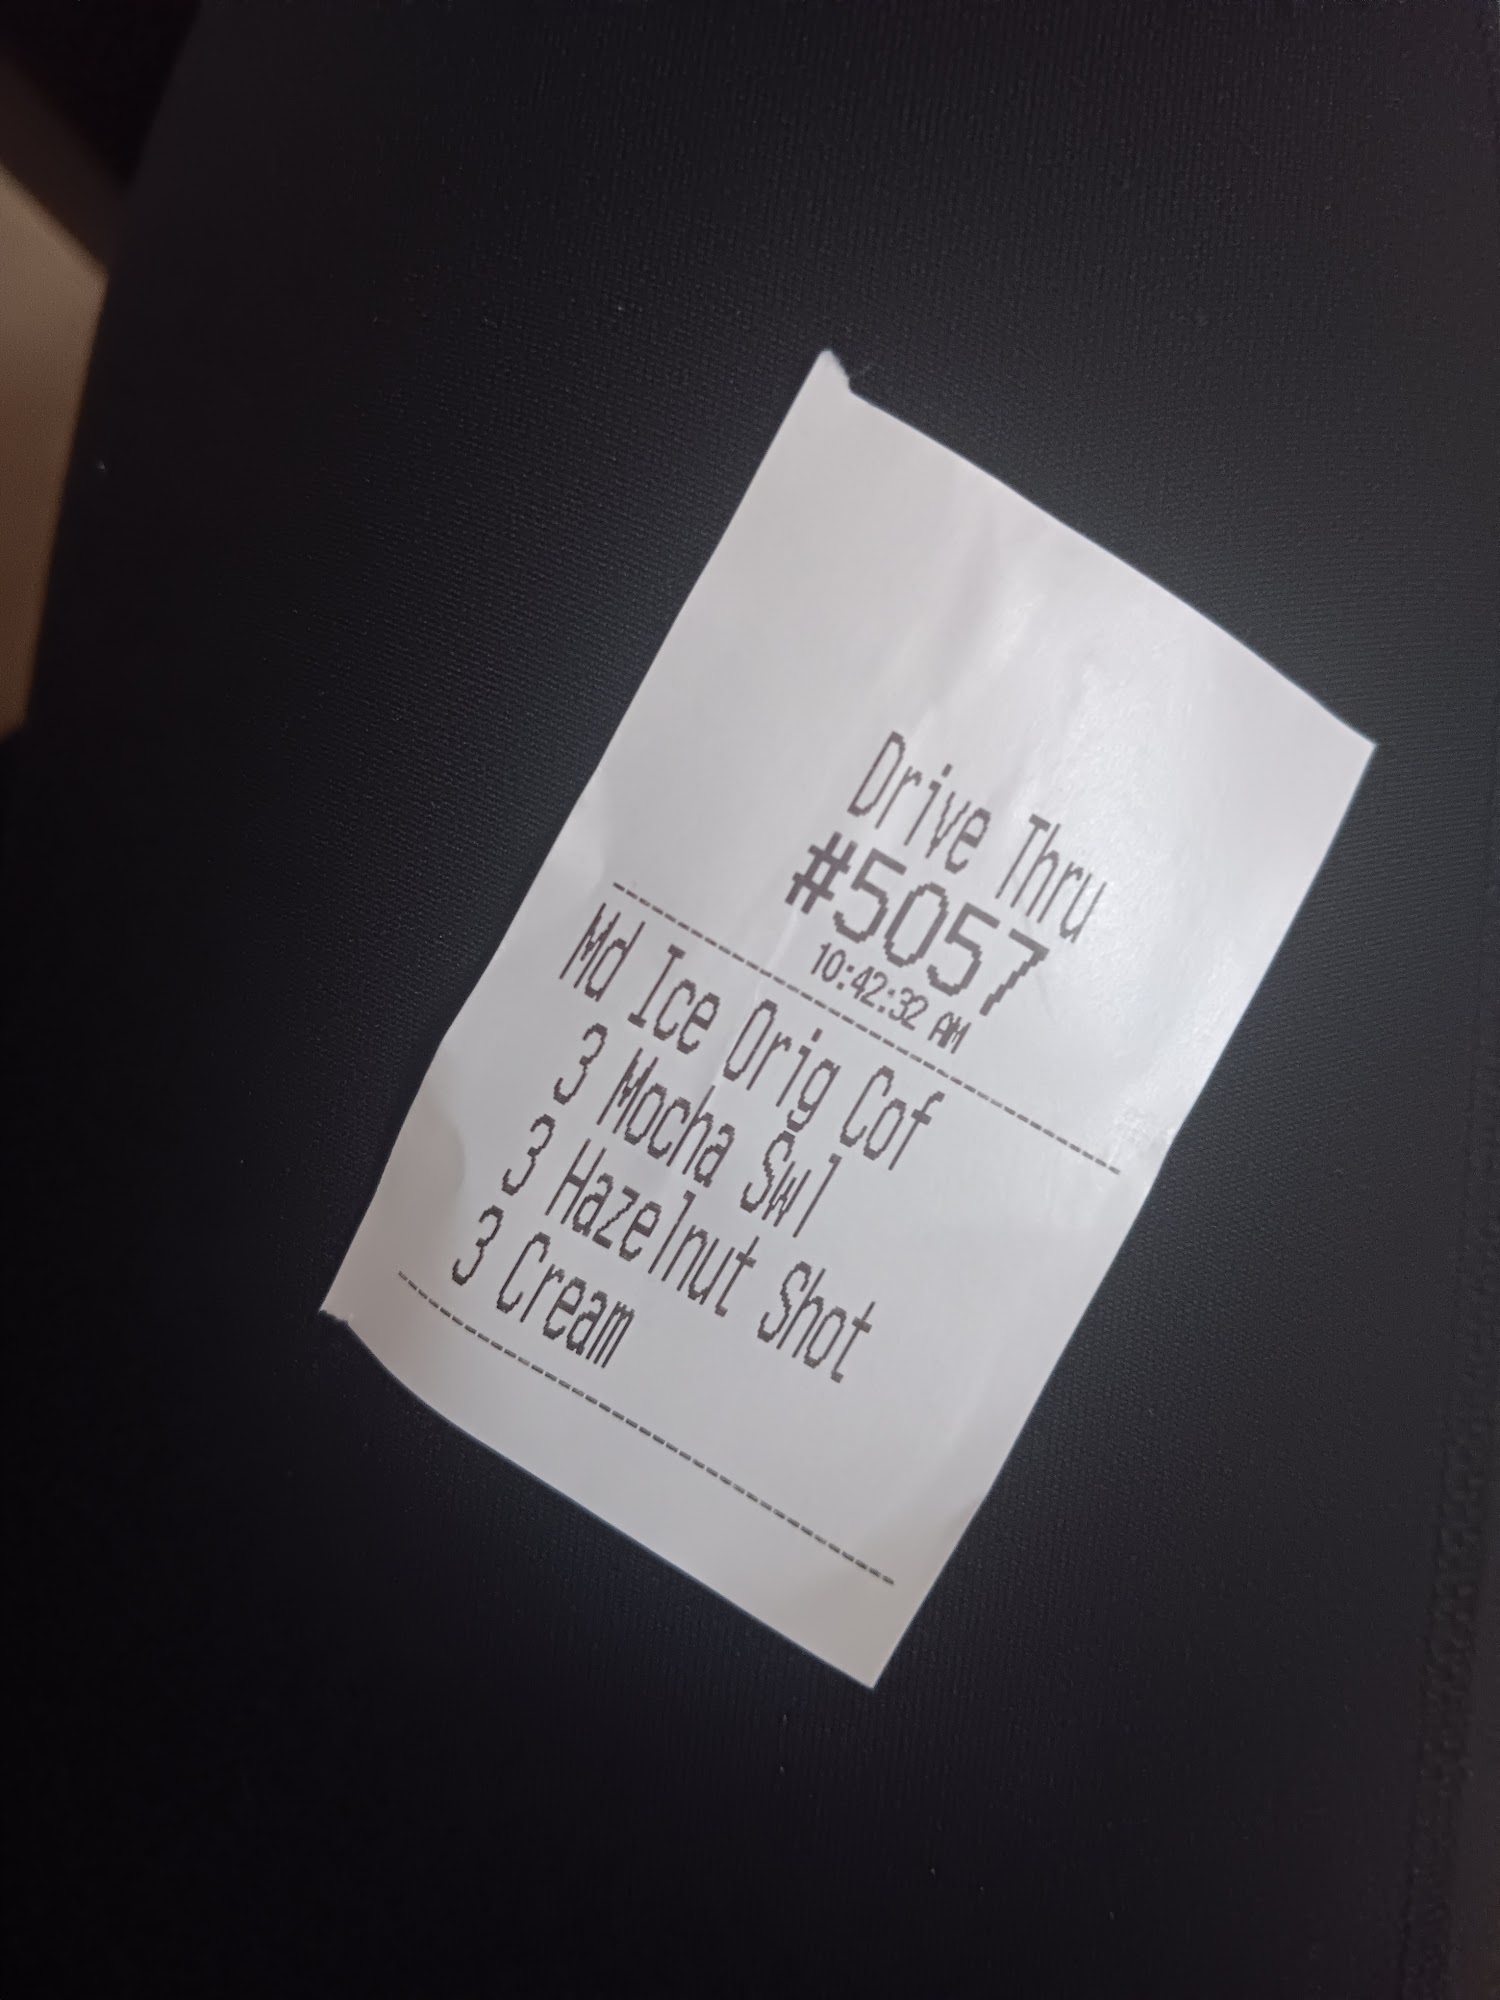 Drive Thru
#5057
10:42:32 AM
Md Ice Orig Cof
3 Mocha Swl
3 Hazelnut Shot
3 Cream